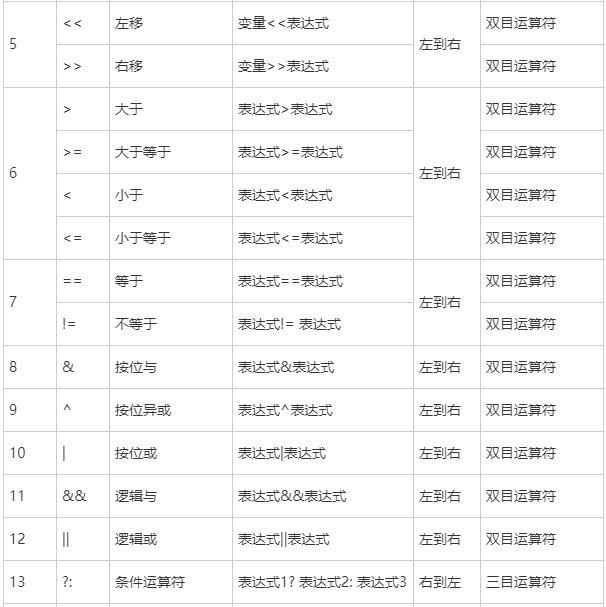 5 << 左移 变量<<表达式 左到右 双目运算符
>> 右移 变量>>表达式 双目运算符
6 > 大于 表达式>表达式 左到右 双目运算符
>= 大于等于 表达式>=表达式 双目运算符
< 小于 表达式<表达式 双目运算符
<= 小于等于 表达式<=表达式 双目运算符
7 == 等于 表达式==表达式 左到右 双目运算符
!= 不等于 表达式!= 表达式 双目运算符
8 & 按位与 表达式&表达式 左到右 双目运算符
9 ^ 按位异或 表达式^表达式 左到右 双目运算符
10 | 按位或 表达式|表达式 左到右 双目运算符
11 && 逻辑与 表达式&&表达式 左到右 双目运算符
12 || 逻辑或 表达式||表达式 左到右 双目运算符
13 ?: 条件运算符 表达式1? 表达式2: 表达式3 右到左 三目运算符